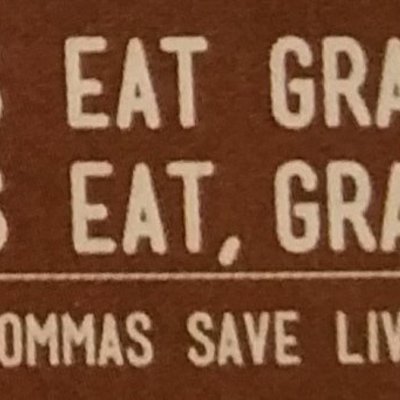 S EAT GRA
S EAT, GRA
OMMAS SAVE LIV